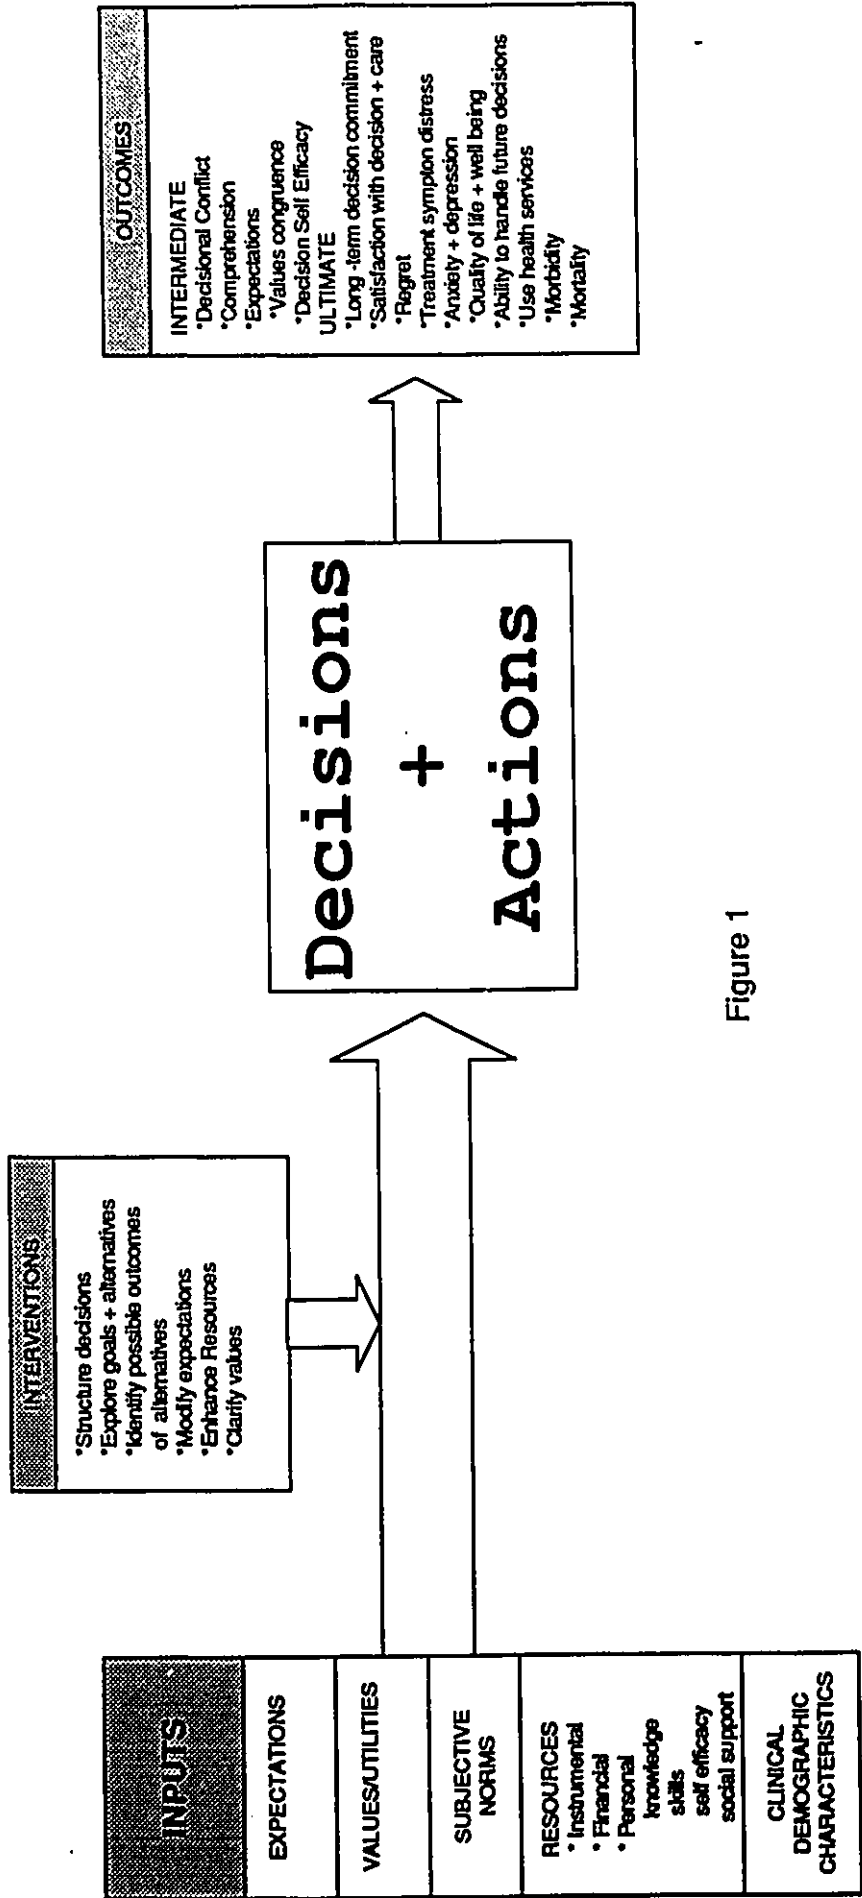 INPUTS
EXPECTATIONS
VALUES/UTILITIES
SUBJECTIVE
NORMS
RESOURCES
* Instrumental
* Financial
* Personal
knowledge
skills
self efficacy
social support
CLINICAL
DEMOGRAPHIC
CHARACTERISTICS
INTERVENTIONS
*Structure decisions
*Explore goals + alternatives
*Identify possible outcomes
of alternatives
*Modify expectations
*Enhance Resources
*Clarify values
Decisions
+
Actions
OUTCOMES
INTERMEDIATE
*Decisional Conflict
*Comprehension
*Expectations
*Values congruence
*Decision Self Efficacy
ULTIMATE
*Long -term decision commitment
*Satisfaction with decision + care
*Regret
*Treatment sympton distress
*Anxiety + depression
*Quality of life + well being
*Ability to handle future decisions
*Use health services
*Morbidity
*Mortality
Figure 1